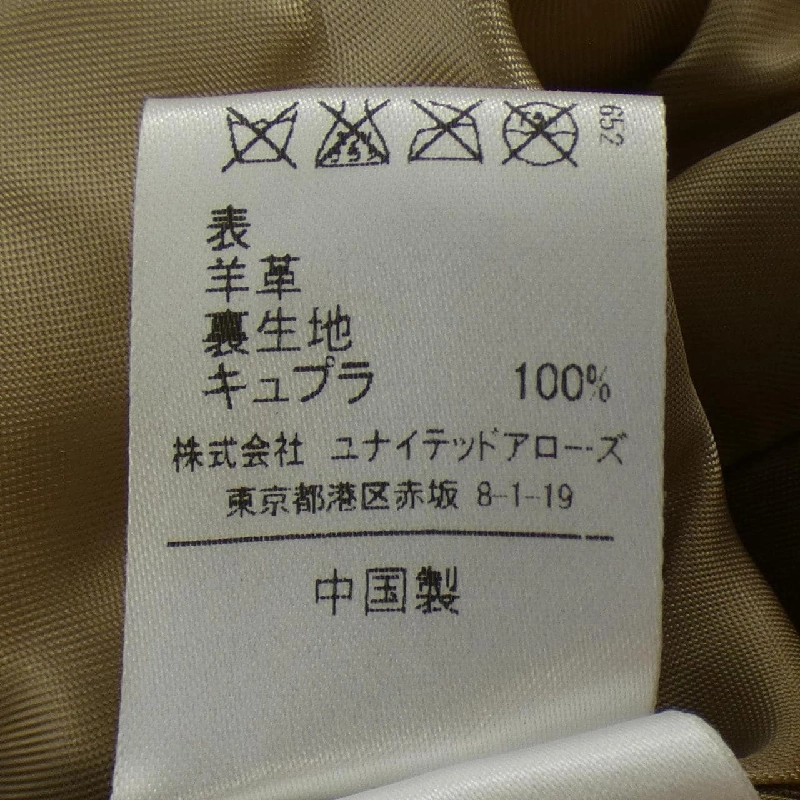 652
表
羊革
裏生地
キュプラ 100%
株式会社 ユナイテッドアローズ
東京都港区赤坂 8-1-19
中国製